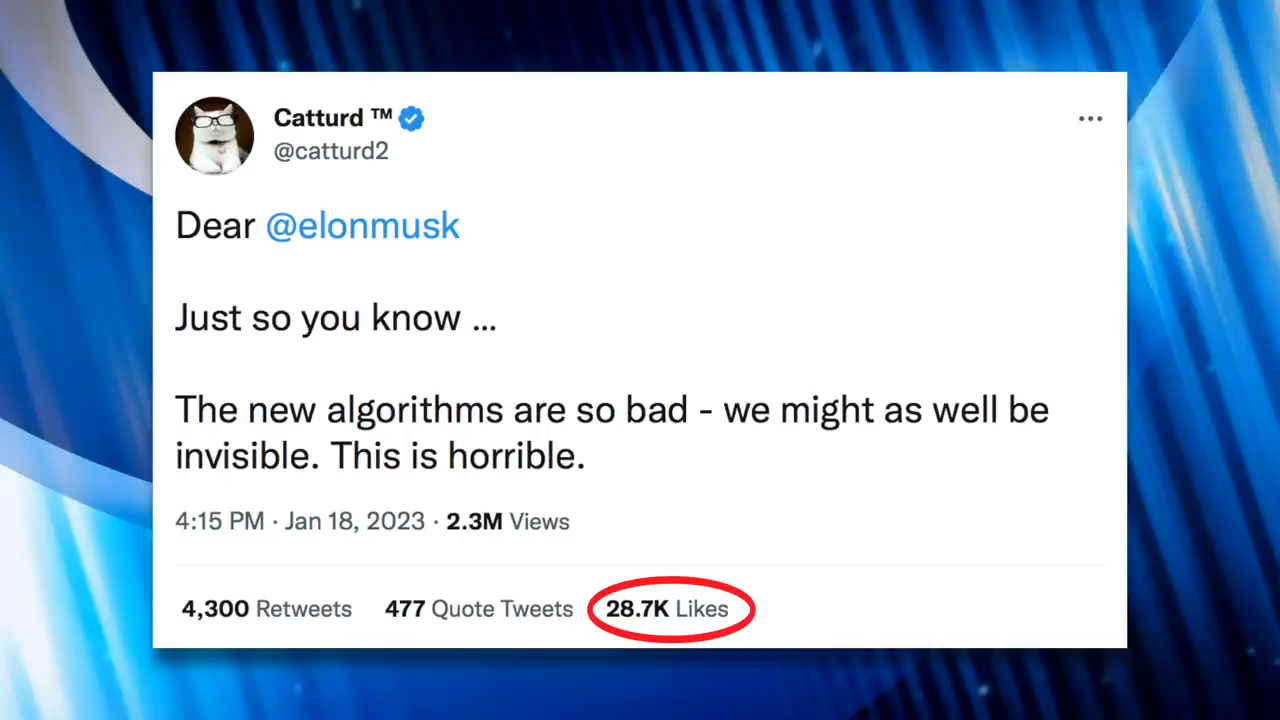 Catturd ™
@catturd2
Dear @elonmusk
Just so you know ...
The new algorithms are so bad - we might as well be
invisible. This is horrible.
4:15 PM · Jan 18, 2023 · 2.3M Views
4,300 Retweets 477 Quote Tweets 28.7K Likes